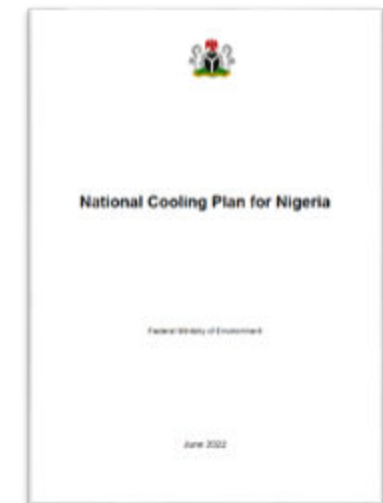 National Cooling Plan for Nigeria
Federal Ministry of Environment
June 2022